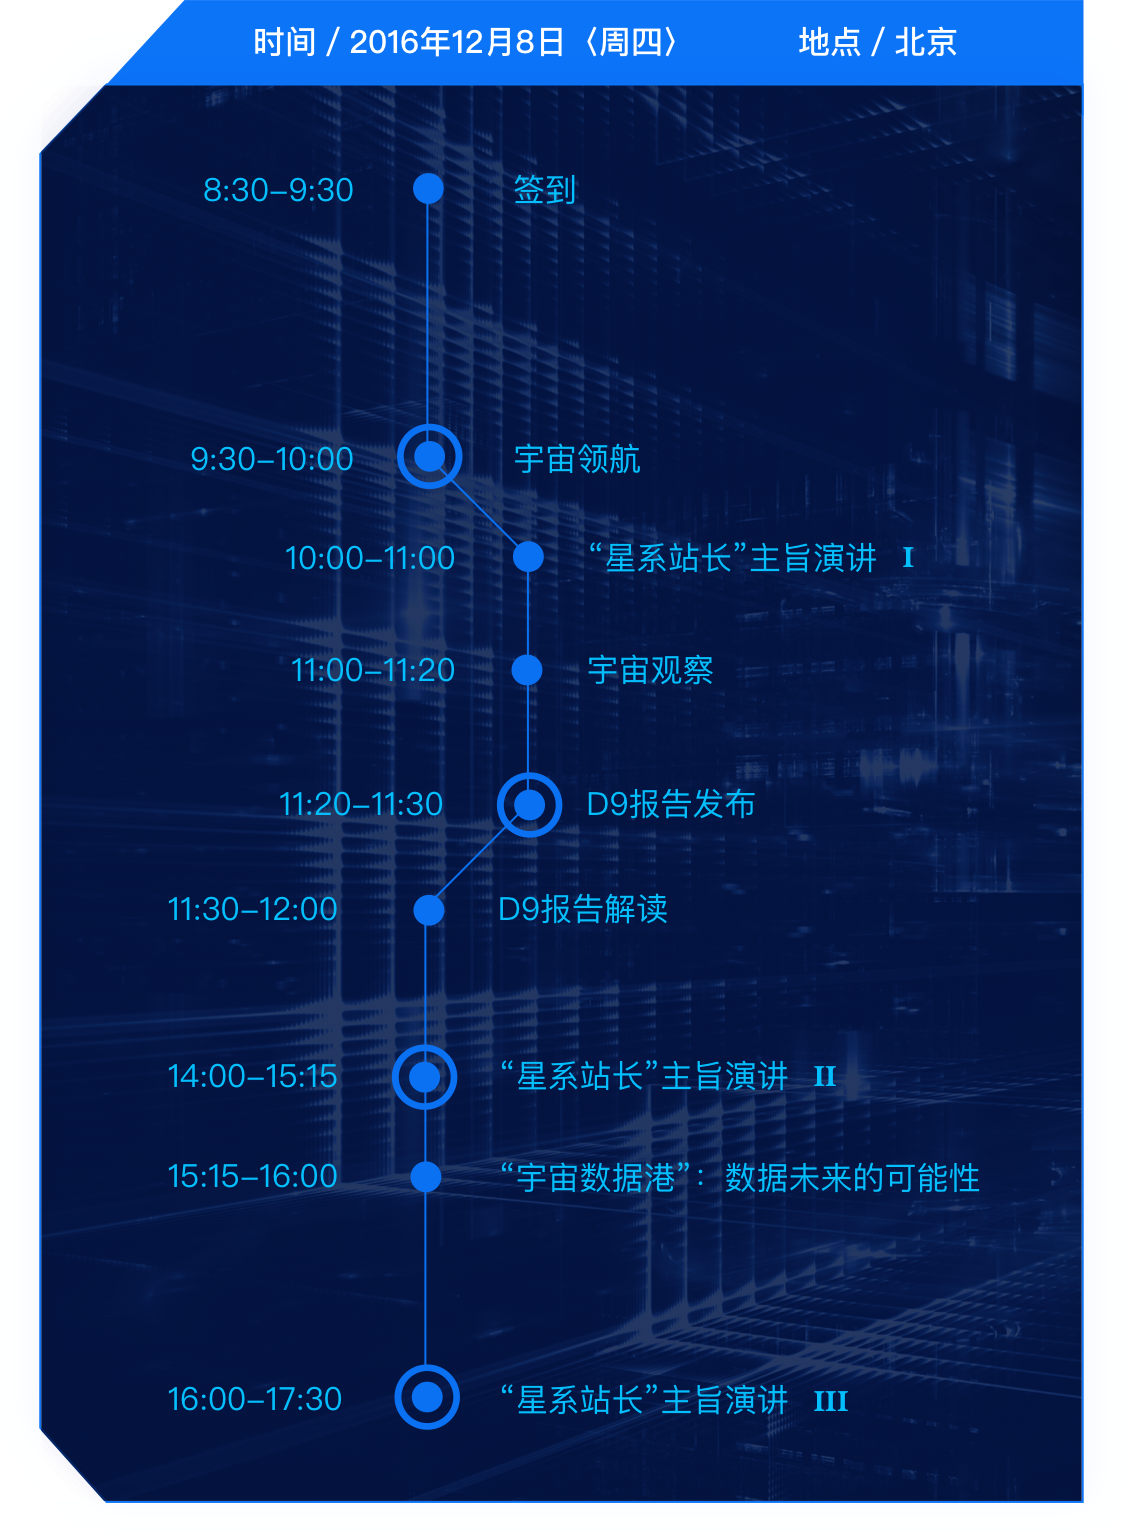 时间 / 2016年12月8日〈周四〉 地点 / 北京
8:30–9:30 签到
9:30–10:00 宇宙领航
10:00–11:00 “星系站长”主旨演讲 I
11:00–11:20 宇宙观察
11:20–11:30 D9报告发布
11:30–12:00 D9报告解读
14:00–15:15 “星系站长”主旨演讲 II
15:15–16:00 “宇宙数据港”：数据未来的可能性
16:00–17:30 “星系站长”主旨演讲 III